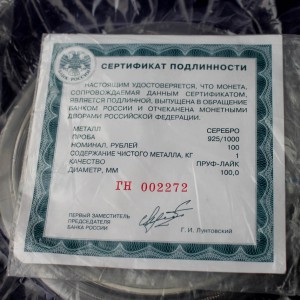 СЕРТИФИКАТ ПОДЛИННОСТИ
НАСТОЯЩИМ УДОСТОВЕРЯЕТСЯ, ЧТО МОНЕТА,
СОПРОВОЖДАЕМАЯ ДАННЫМ СЕРТИФИКАТОМ,
ЯВЛЯЕТСЯ ПОДЛИННОЙ, ВЫПУЩЕНА В ОБРАЩЕНИЕ
БАНКОМ РОССИИ И ОТЧЕКАНЕНА МОНЕТНЫМИ
ДВОРАМИ РОССИЙСКОЙ ФЕДЕРАЦИИ.
МЕТАЛЛ СЕРЕБРО
ПРОБА 925/1000
НОМИНАЛ, РУБЛЕЙ 100
СОДЕРЖАНИЕ ЧИСТОГО МЕТАЛЛА, КГ 1
КАЧЕСТВО ПРУФ-ЛАЙК
ДИАМЕТР, ММ 100,0
ГН 002272
ПЕРВЫЙ ЗАМЕСТИТЕЛЬ
ПРЕДСЕДАТЕЛЯ
БАНКА РОССИИ
Г. И. Лунтовский